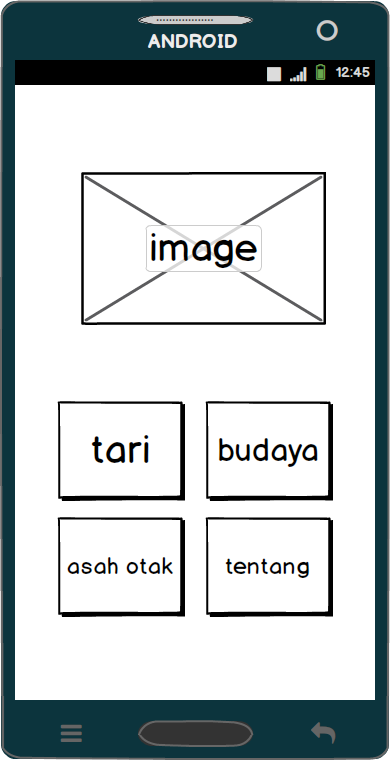 ANDROID
12:45
image
tari
budaya
asah otak
tentang